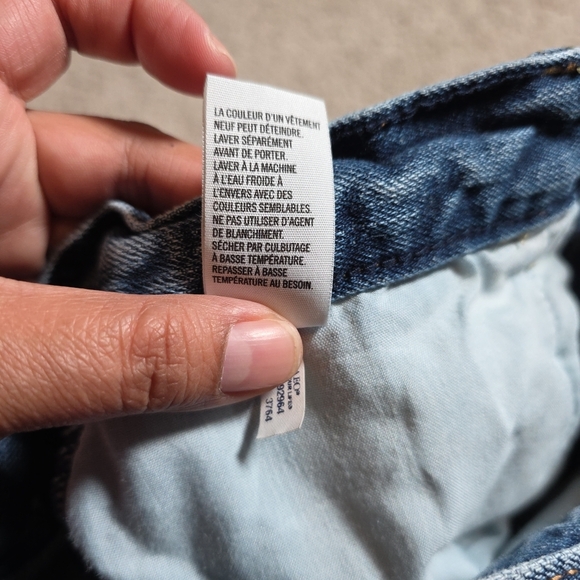 LA COULEUR D'UN VÊTEMENT
NEUF PEUT DÉTEINDRE.
LAVER SÉPARÉMENT
AVANT DE PORTER.
LAVER À LA MACHINE
À L'EAU FROIDE À
L'ENVERS AVEC DES
COULEURS SEMBLABLES.
NE PAS UTILISER D'AGENT
DE BLANCHIMENT.
SÉCHER PAR CULBUTAGE
À BASSE TEMPÉRATURE.
REPASSER À BASSE
TEMPÉRATURE AU BESOIN.
92964
3764